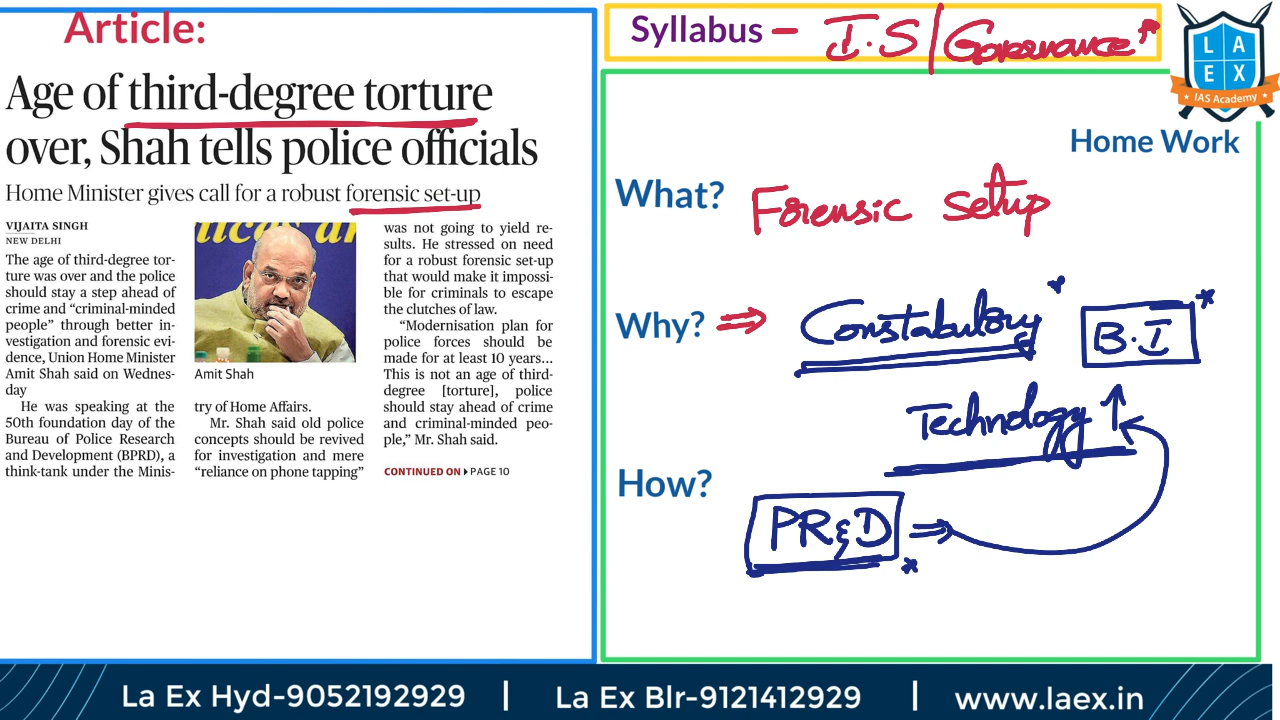 Article:
Age of third-degree torture
over, Shah tells police officials
Home Minister gives call for a robust forensic set-up
VIJAITA SINGH
NEW DELHI
The age of third-degree tor-
ture was over and the police
should stay a step ahead of
crime and “criminal-minded
people” through better in-
vestigation and forensic evi-
dence, Union Home Minister
Amit Shah said on Wednes-
day
He was speaking at the
50th foundation day of the
Bureau of Police Research
and Development (BPRD), a
think-tank under the Minis-
Amit Shah
try of Home Affairs.
Mr. Shah said old police
concepts should be revived
for investigation and mere
“reliance on phone tapping”
was not going to yield re-
sults. He stressed on need
for a robust forensic set-up
that would make it impossi-
ble for criminals to escape
the clutches of law.
“Modernisation plan for
police forces should be
made for at least 10 years...
This is not an age of third-
degree [torture], police
should stay ahead of crime
and criminal-minded peo-
ple,” Mr. Shah said.
CONTINUED ON PAGE 10
Syllabus – I.S / Governance*
LA
EX
IAS Academy
Home Work
What? Forensic setup
Why? ⇒ Constabulory * B.I *
Technology ↑
How?
PR&D ⇒ *
La Ex Hyd-9052192929 | La Ex Blr-9121412929 | www.laex.in